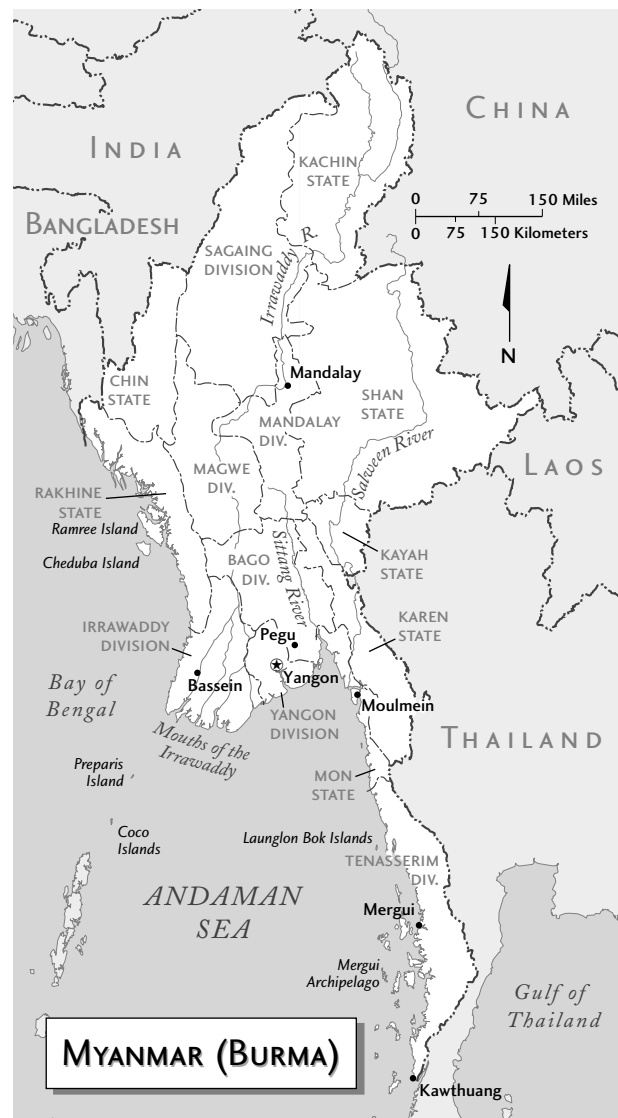 CHINA
INDIA
KACHIN
STATE
0 75 150 Miles
0 75 150 Kilometers
BANGLADESH
SAGAING
DIVISION
Irrawaddy R.
N
Mandalay
CHIN
STATE
SHAN
STATE
MANDALAY
DIV.
Salween River
MAGWE
DIV.
LAOS
RAKHINE
STATE
Ramree Island
Cheduba Island
Sittang River
KAYAH
STATE
BAGO
DIV.
KAREN
STATE
IRRAWADDY
DIVISION
Pegu
Bassein
Yangon
Moulmein
Bay of
Bengal
YANGON
DIVISION
Mouths of the
Irrawaddy
THAILAND
Preparis
Island
MON
STATE
Coco
Islands
Launglon Bok Islands
TENASSERIM
DIV.
ANDAMAN
SEA
Mergui
Mergui
Archipelago
Gulf of
Thailand
MYANMAR (BURMA)
Kawthuang